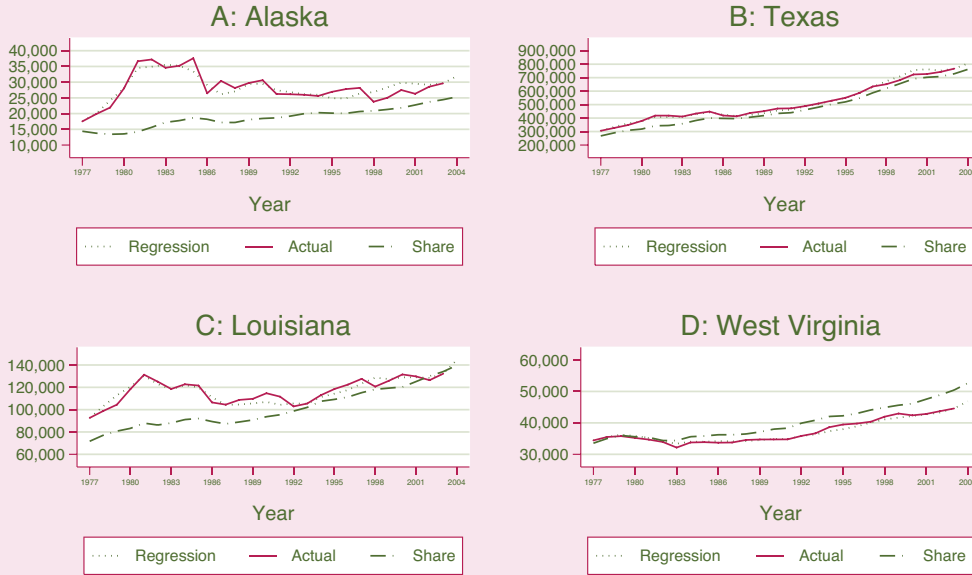 A: Alaska
40,000
35,000
30,000
25,000
20,000
15,000
10,000
1977 1980 1983 1986 1989 1992 1995 1998 2001 2004
Year
Regression Actual Share
B: Texas
900,000
800,000
700,000
600,000
500,000
400,000
300,000
200,000
1977 1980 1983 1986 1989 1992 1995 1998 2001
Year
Regression Actual Share
C: Louisiana
140,000
120,000
100,000
80,000
60,000
1977 1980 1983 1986 1989 1992 1995 1998 2001 2004
Year
Regression Actual Share
D: West Virginia
60,000
50,000
40,000
30,000
1977 1980 1983 1986 1989 1992 1995 1998 2001
Year
Regression Actual Share